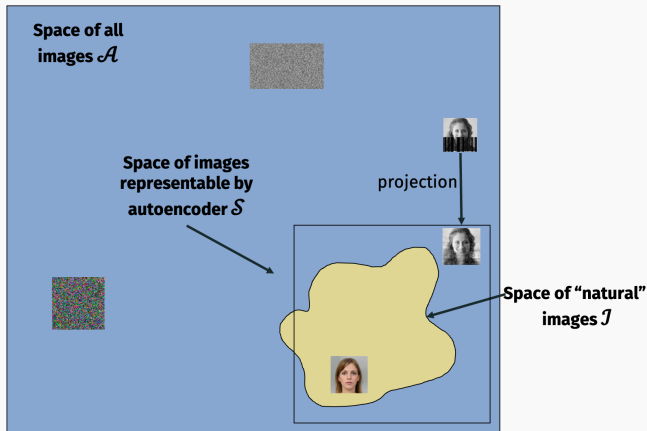 Space of all
images 𝒜
Space of images
representable by
autoencoder 𝒮
projection
Space of “natural”
images ℐ